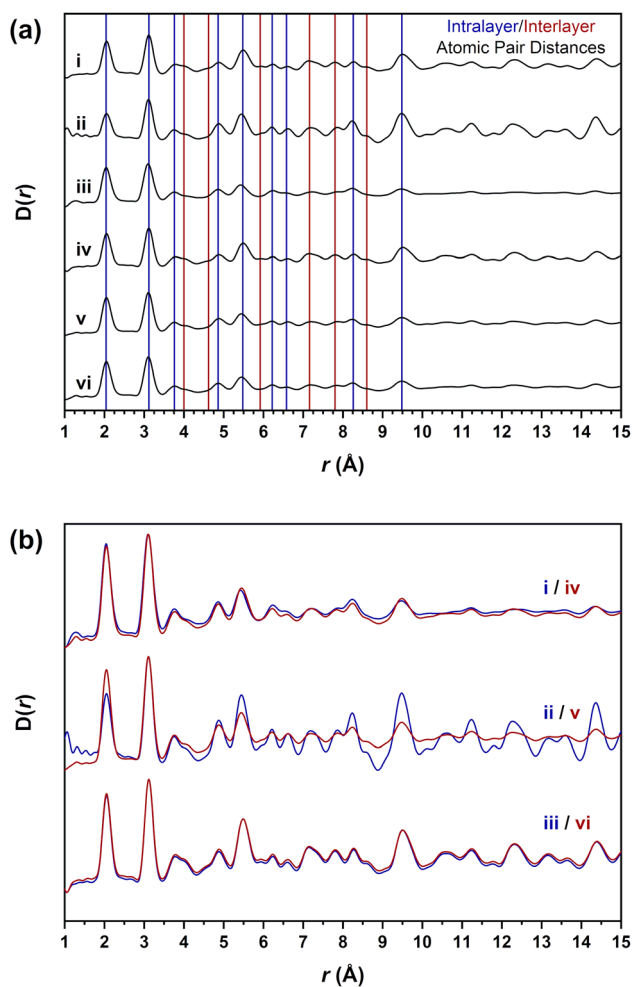 (a)
Intralayer/Interlayer
Atomic Pair Distances
i
ii
iii
iv
v
vi
D(r)
1 2 3 4 5 6 7 8 9 10 11 12 13 14 15
r (Å)
(b)
i / iv
ii / v
iii / vi
D(r)
1 2 3 4 5 6 7 8 9 10 11 12 13 14 15
r (Å)